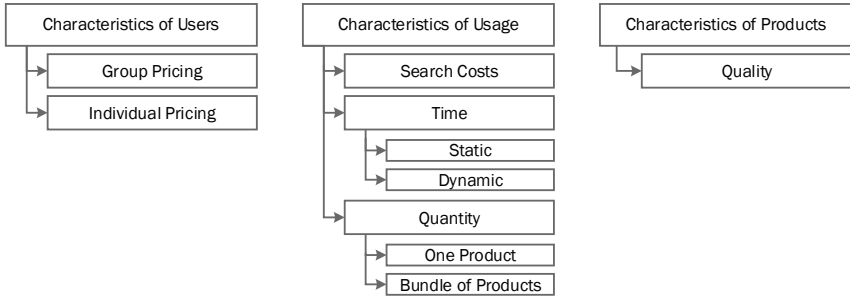 Characteristics of Users
Group Pricing
Individual Pricing
Characteristics of Usage
Search Costs
Time
Static
Dynamic
Quantity
One Product
Bundle of Products
Characteristics of Products
Quality